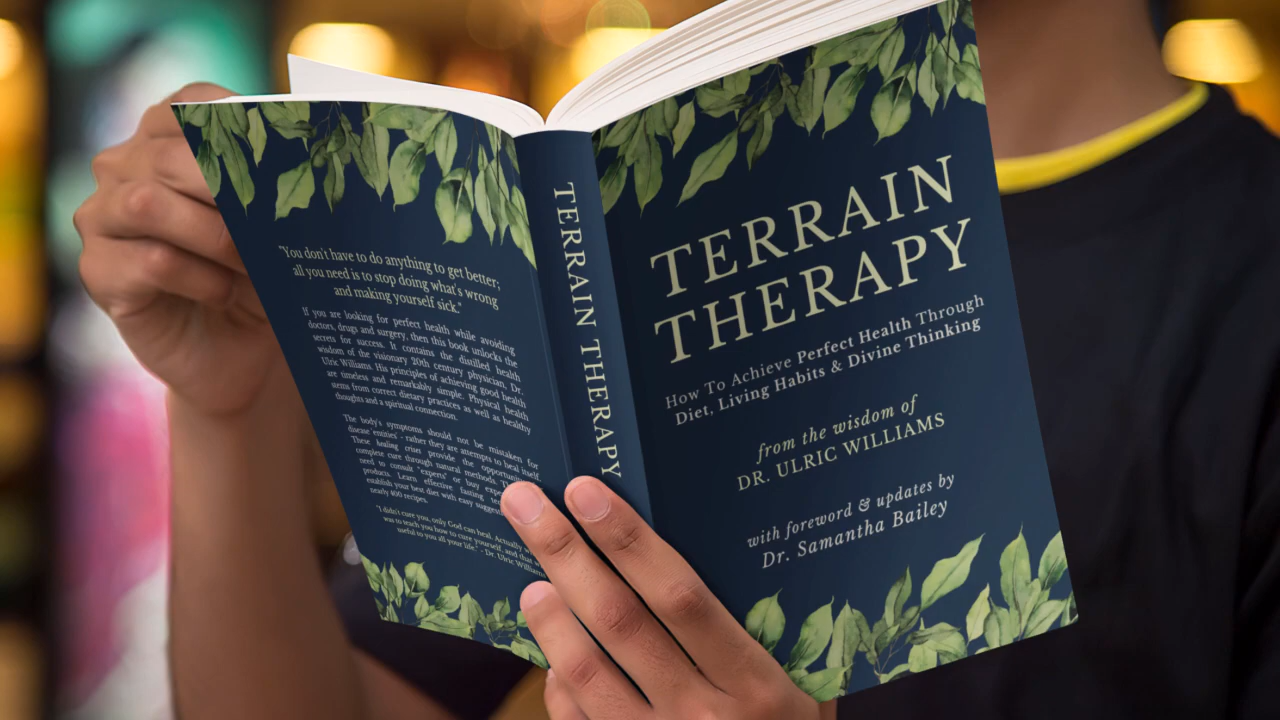 "You don't have to do anything to get better;
all you need is to stop doing what's wrong
and making yourself sick."
If you are looking for perfect health while avoiding
doctors, drugs and surgery, then this book unlocks the
secrets for success. It contains the distilled health
wisdom of the visionary 20th century physician, Dr.
Ulric Williams. His principles of achieving good health
are timeless and remarkably simple. Physical health
stems from correct dietary practices as well as healthy
thoughts and a spiritual connection.
The body's symptoms should not be mistaken for
disease 'entities' - rather they are attempts to heal itself.
These healing crises provide the
complete cure through natural methods.
need to consult "experts" or buy
products. Learn effective fasting
establish your best dies with easy
nearly 400 recipes.
"I didn't cure you, only God can heal. Actually
was to teach you how to cure yourself, and that
useful to you all your life." - Dr. Ulric Williams
TERRAIN THERAPY
TERRAIN
THERAPY
How To Achieve Perfect Health Through
Diet, Living Habits & Divine Thinking
from the wisdom of
DR. ULRIC WILLIAMS
with foreword & updates by
Dr. Samantha Bailey